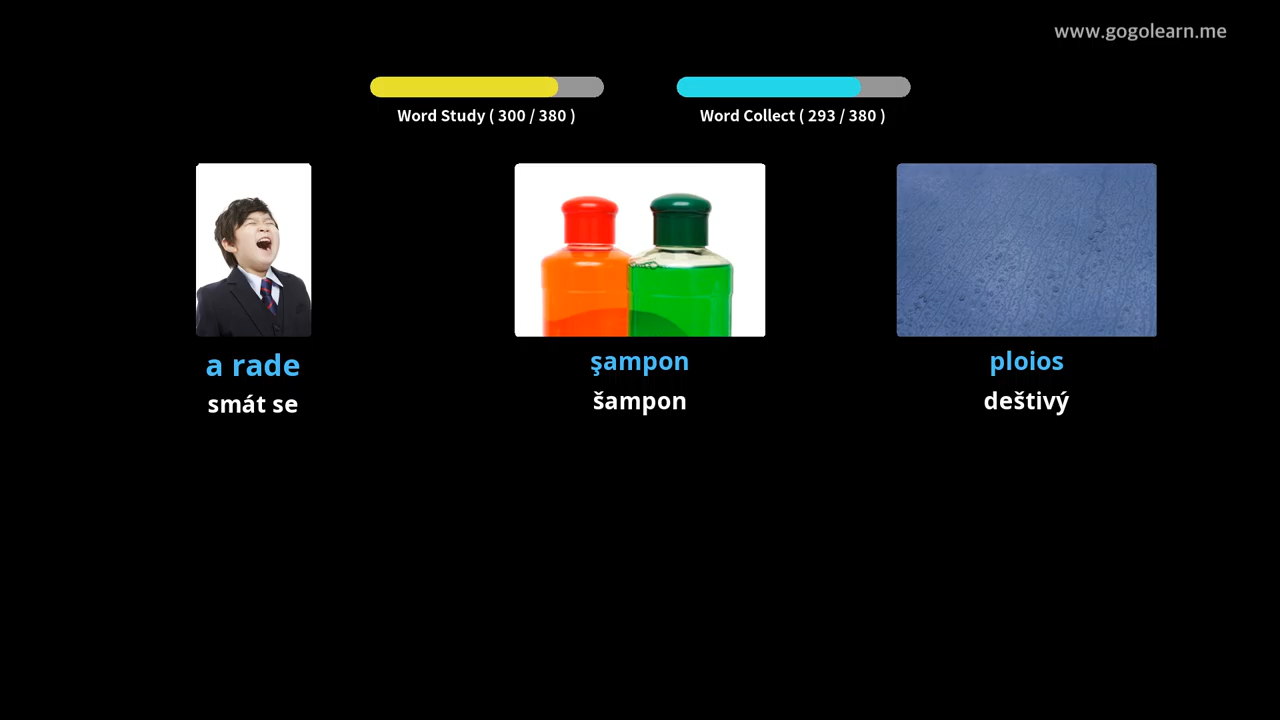 www.gogolearn.me
Word Study ( 300 / 380 )
Word Collect ( 293 / 380 )
a rade
smát se
şampon
šampon
ploios
deštivý